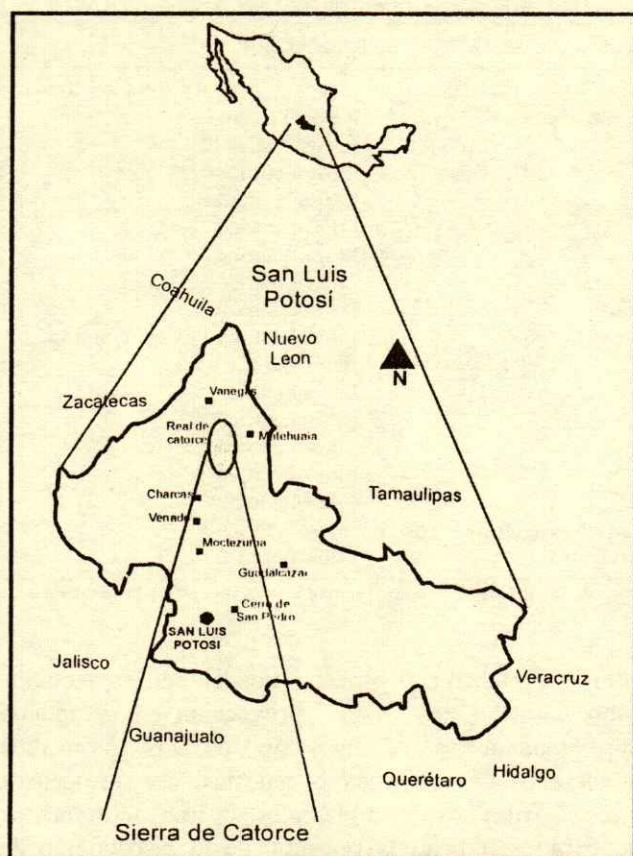 Coahuila
San Luis
Potosí
Nuevo
Leon
N
Zacatecas
Vanegas
Real de
catorce
Matehuala
Charcas
Venado
Moctezuma
Tamaulipas
Guadalcazar
Cerro de
San Pedro
SAN LUIS
POTOSI
Jalisco
Veracruz
Guanajuato
Querétaro
Hidalgo
Sierra de Catorce